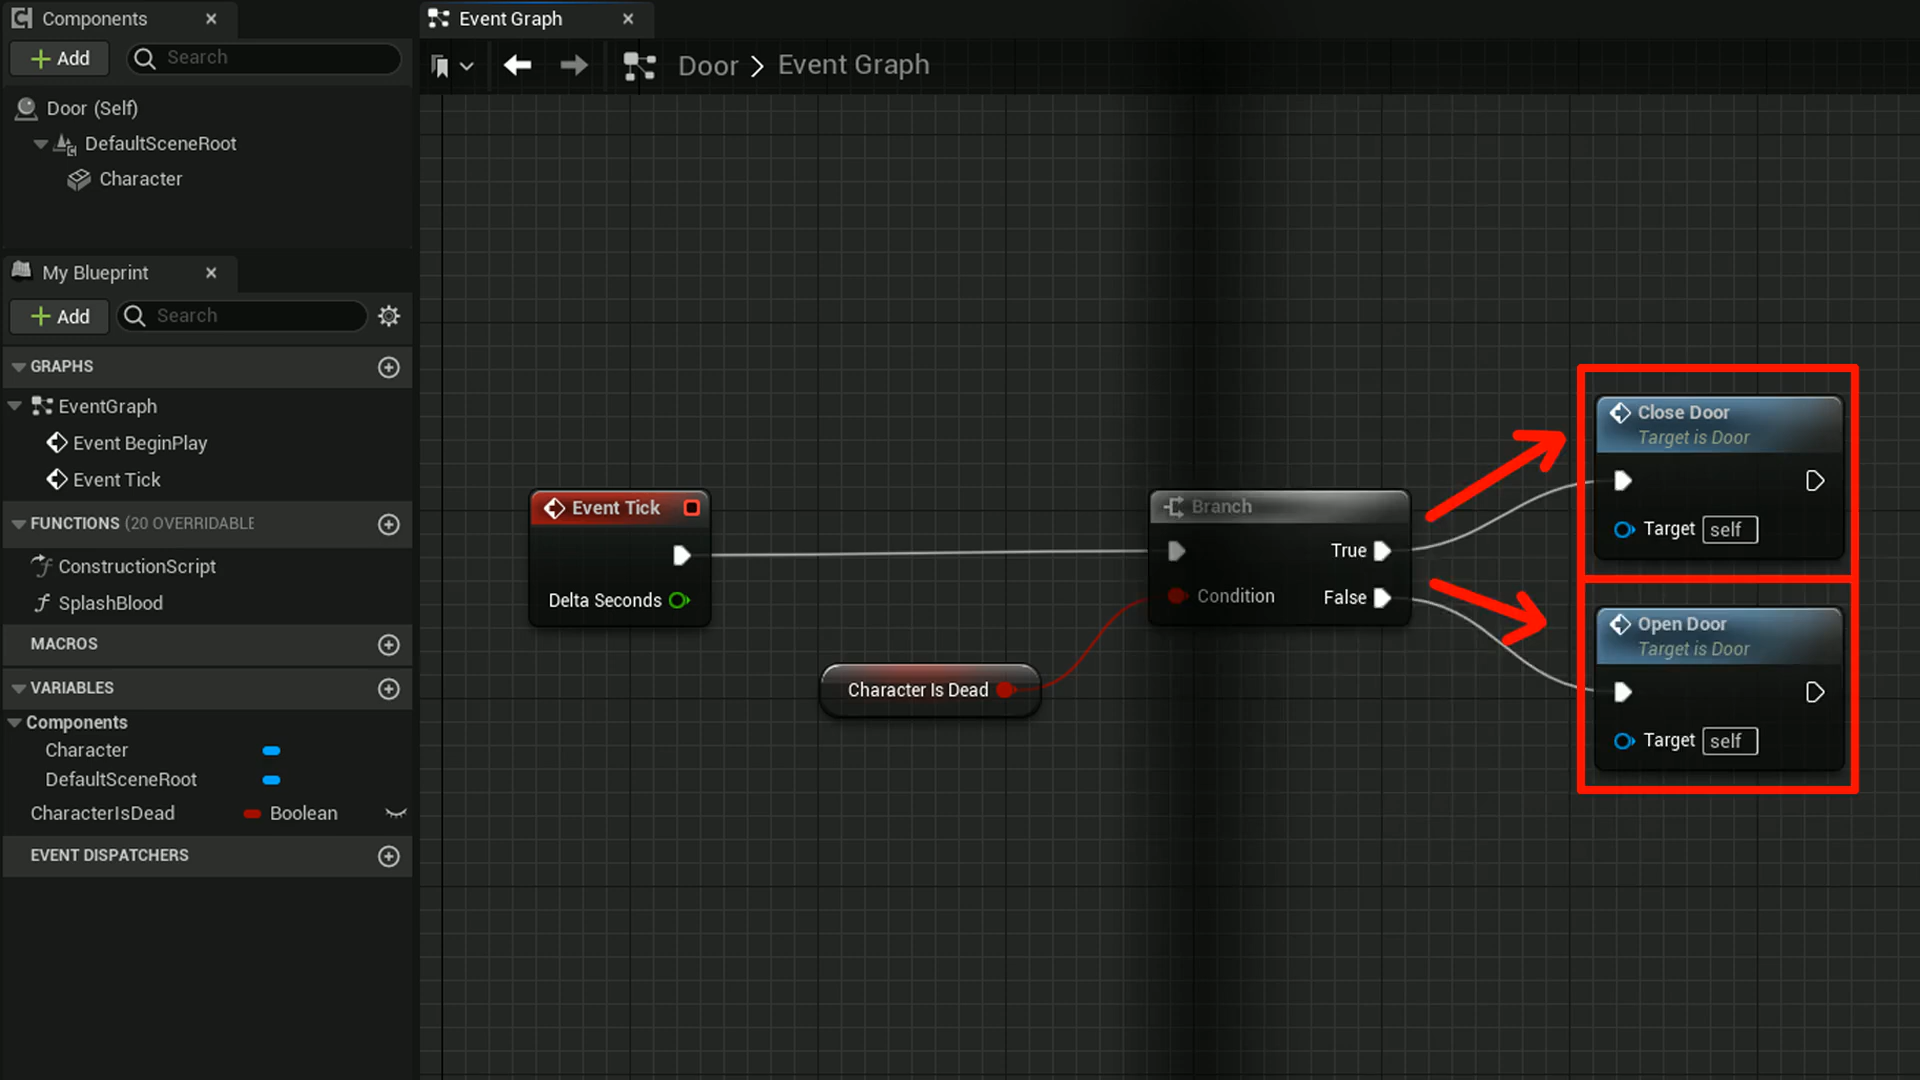 Components
Add
Search
Door (Self)
DefaultSceneRoot
Character
My Blueprint
Add
Search
GRAPHS
EventGraph
Event BeginPlay
Event Tick
FUNCTIONS (20 OVERRIDABLE
ConstructionScript
SplashBlood
MACROS
VARIABLES
Components
Character
DefaultSceneRoot
CharacterIsDead Boolean
EVENT DISPATCHERS
Event Graph
Door > Event Graph
Event Tick
Delta Seconds
Character Is Dead
Branch
True
Condition False
Close Door
Target is Door
Target self
Open Door
Target is Door
Target self